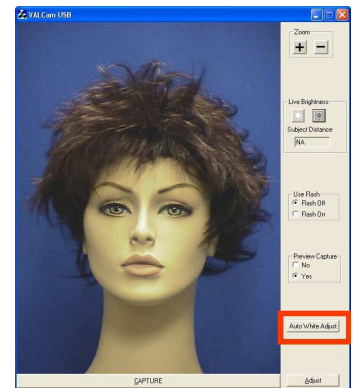 VALCam USB
Zoom
+ -
Live Brightness
Subject Distance
NA
Use Flash
Flash Off
Flash On
Preview Capture
No
Yes
Auto White Adjust
CAPTURE
Adjust